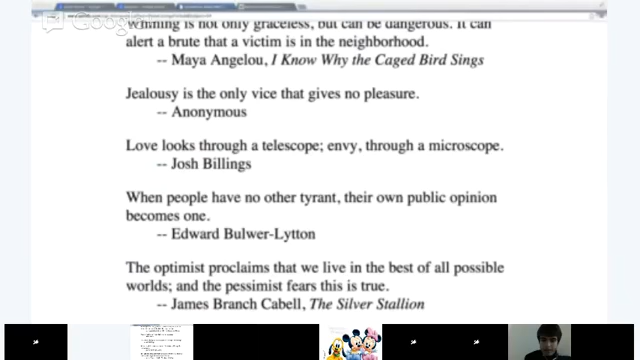 Google
Whining is not only graceless, but can be dangerous. It can
alert a brute that a victim is in the neighborhood.
-- Maya Angelou, I Know Why the Caged Bird Sings
Jealousy is the only vice that gives no pleasure.
-- Anonymous
Love looks through a telescope; envy, through a microscope.
-- Josh Billings
When people have no other tyrant, their own public opinion
becomes one.
-- Edward Bulwer-Lytton
The optimist proclaims that we live in the best of all possible
worlds; and the pessimist fears this is true.
-- James Branch Cabell, The Silver Stallion